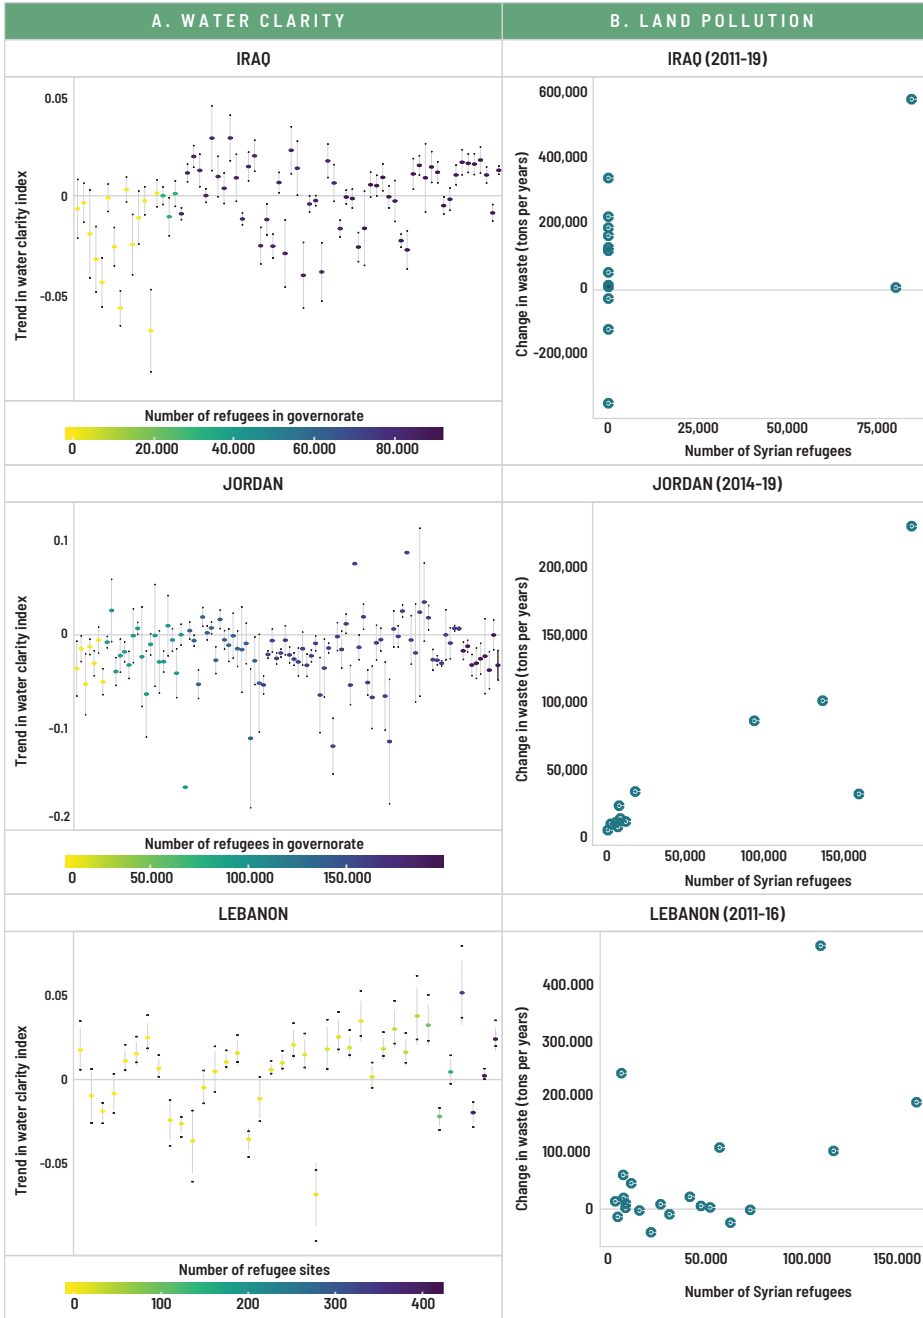 A. WATER CLARITY
B. LAND POLLUTION
IRAQ
IRAQ (2011-19)
Trend in water clarity index
0.05
0
-0.05
Number of refugees in governorate
0 20.000 40.000 60.000 80.000
Change in waste (tons per years)
600,000
400,000
200,000
0
-200,000
0 25,000 50,000 75,000
Number of Syrian refugees
JORDAN
JORDAN (2014-19)
Trend in water clarity index
0.1
0
-0.1
-0.2
Number of refugees in governorate
0 50.000 100.000 150.000
Change in waste (tons per years)
200,000
150,000
100,000
50,000
0
0 50,000 100,000 150,000
Number of Syrian refugees
LEBANON
LEBANON (2011-16)
Trend in water clarity index
0.05
0
-0.05
Number of refugee sites
0 100 200 300 400
Change in waste (tons per years)
400.000
300.000
200.000
100.000
0
0 50.000 100.000 150.000
Number of Syrian refugees